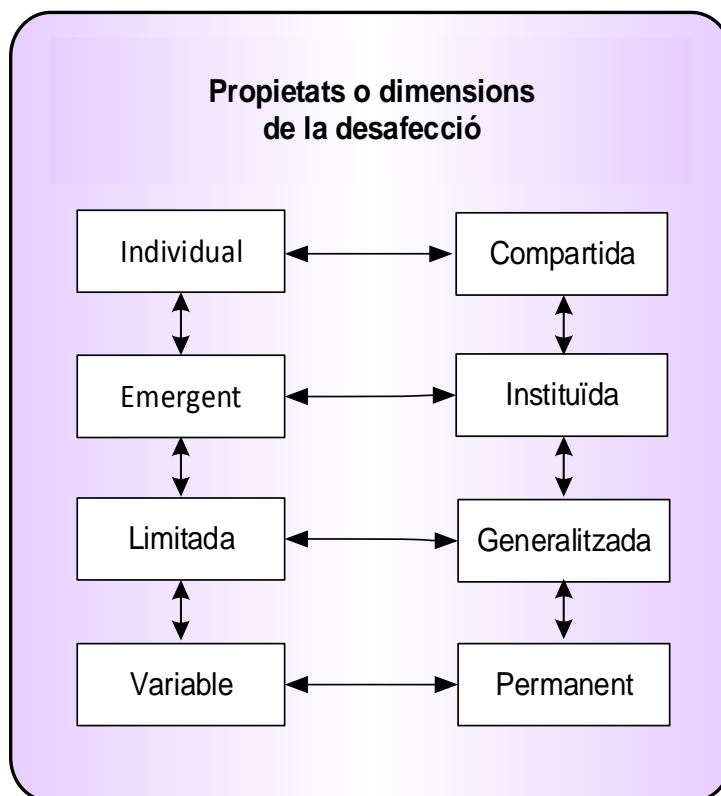 Propietats o dimensions
de la desafecció
Individual
Compartida
Emergent
Instituïda
Limitada
Generalitzada
Variable
Permanent